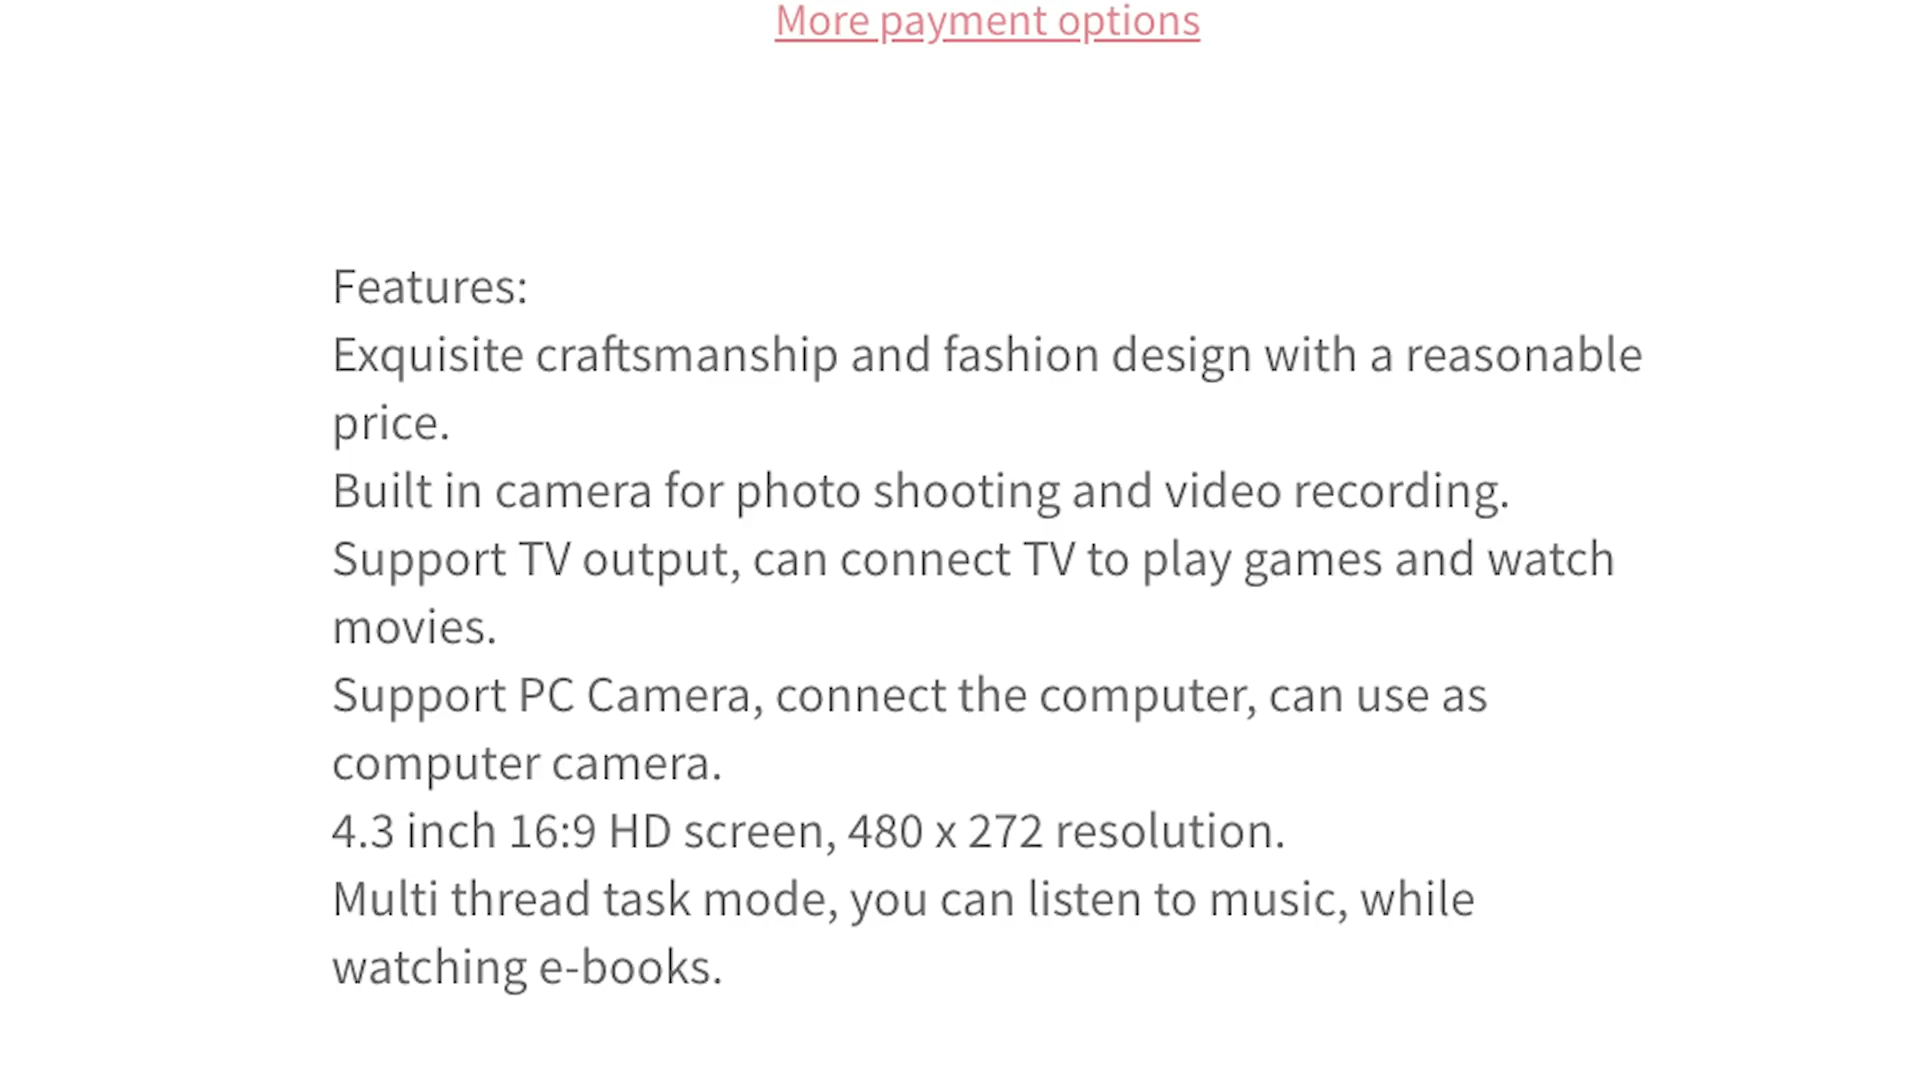 More payment options
Features:
Exquisite craftsmanship and fashion design with a reasonable
price.
Built in camera for photo shooting and video recording.
Support TV output, can connect TV to play games and watch
movies.
Support PC Camera, connect the computer, can use as
computer camera.
4.3 inch 16:9 HD screen, 480 x 272 resolution.
Multi thread task mode, you can listen to music, while
watching e-books.